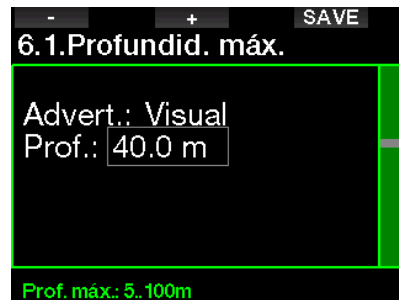 - + SAVE
6.1.Profundid. máx.
Advert.: Visual
Prof.: 40.0 m
Prof. máx.: 5..100m